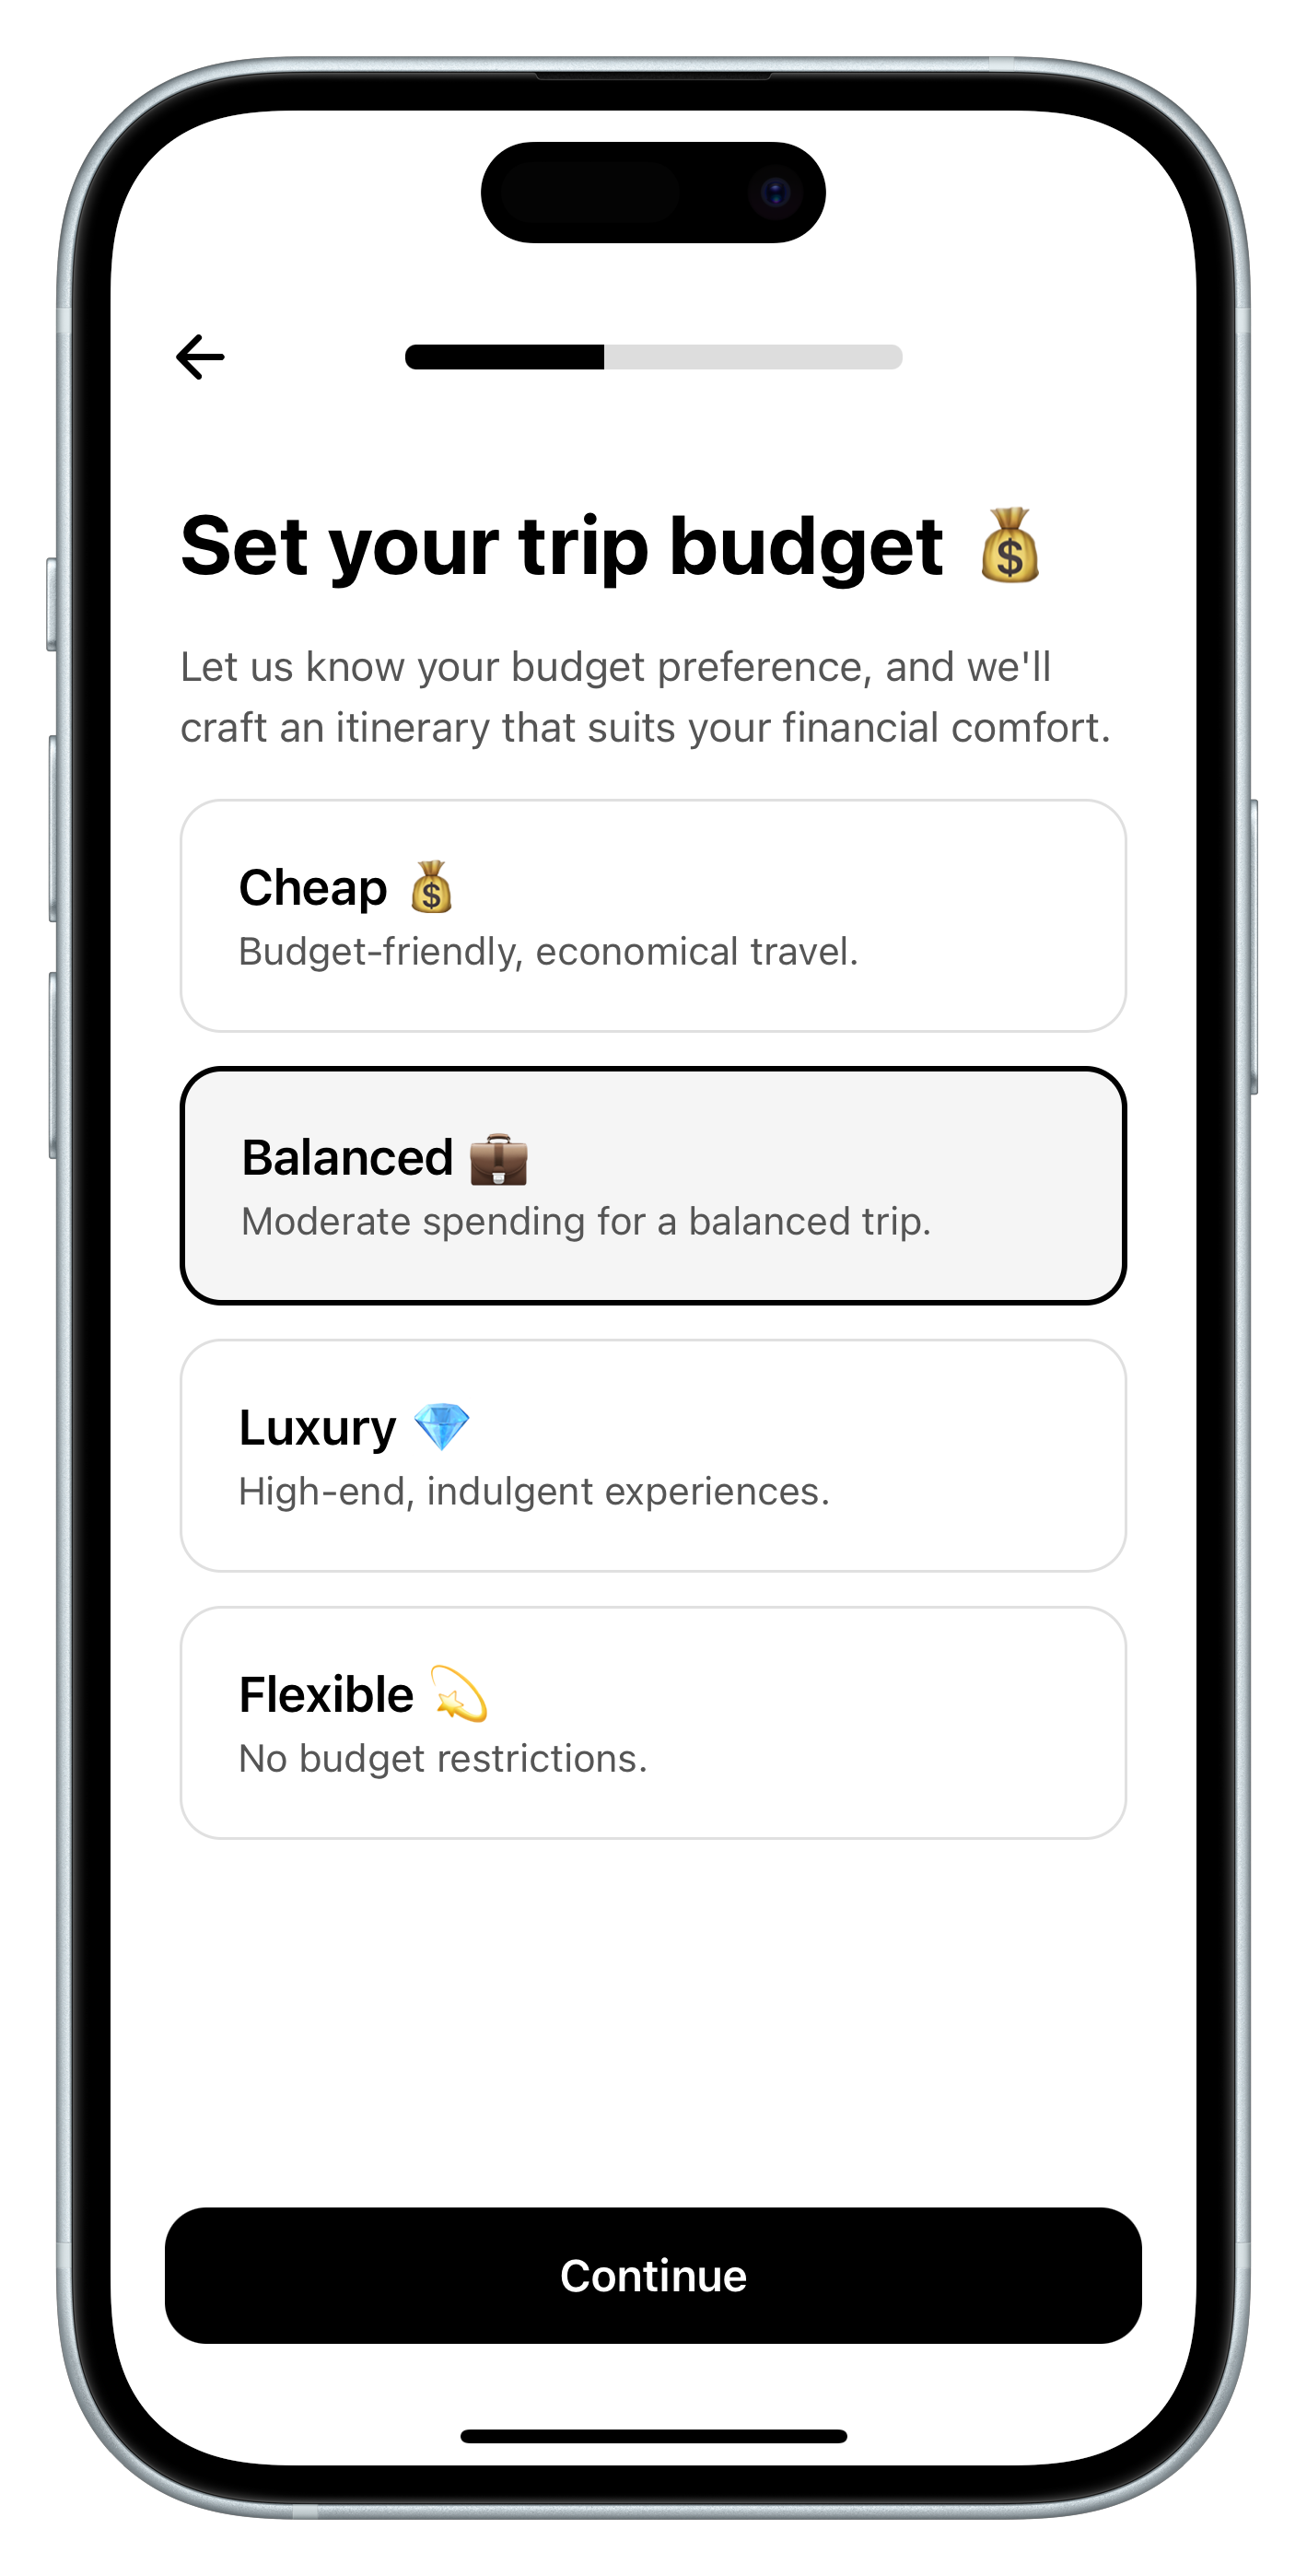 Set your trip budget 💰
Let us know your budget preference, and we'll
craft an itinerary that suits your financial comfort.
Cheap 💰
Budget-friendly, economical travel.
Balanced 💼
Moderate spending for a balanced trip.
Luxury 💎
High-end, indulgent experiences.
Flexible 💫
No budget restrictions.
Continue